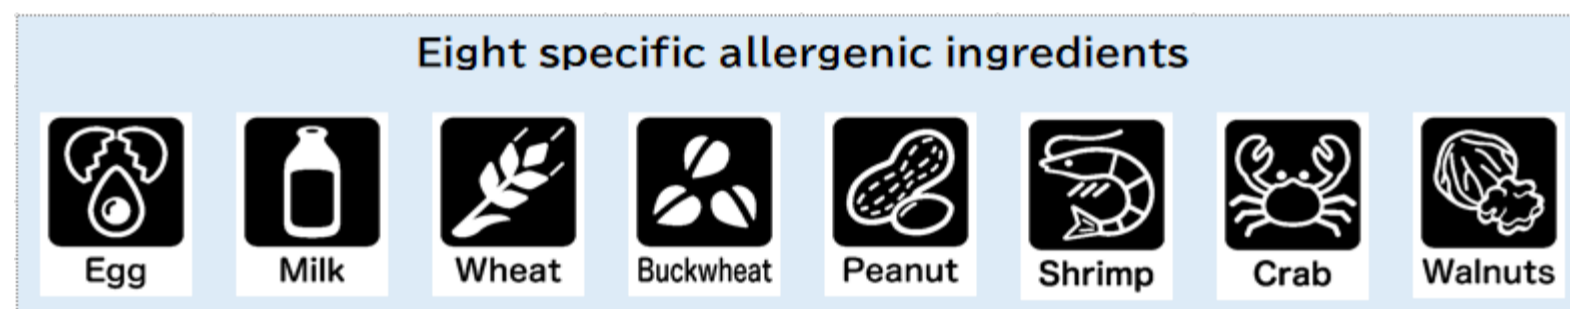 Eight specific allergenic ingredients
Egg Milk Wheat Buckwheat Peanut Shrimp Crab Walnuts